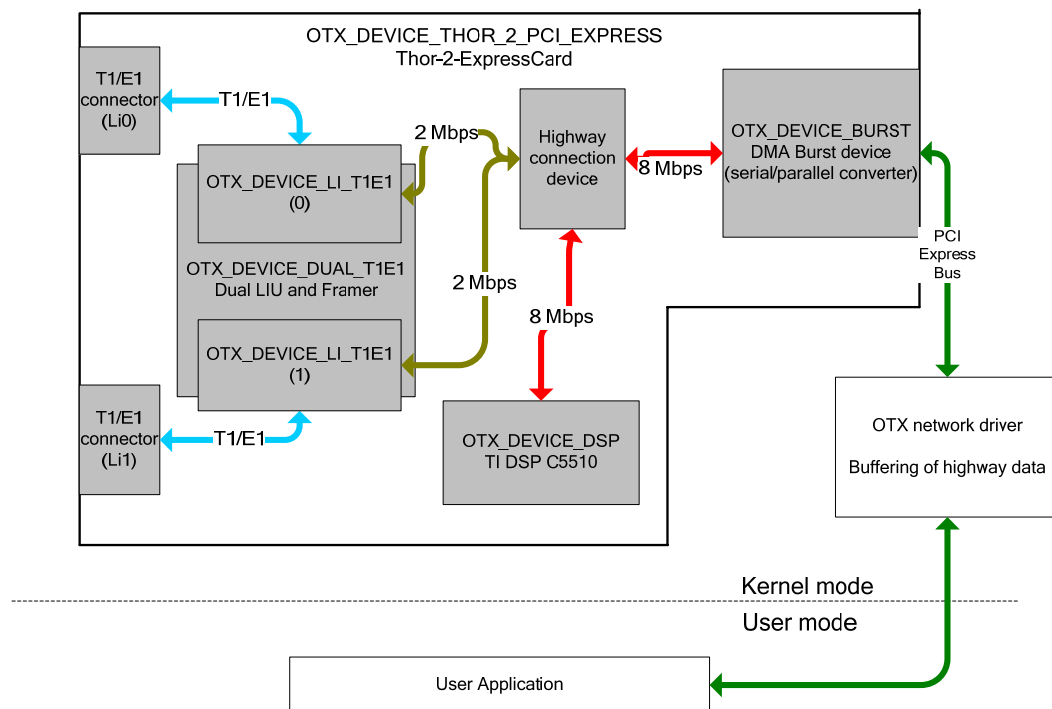 OTX_DEVICE_THOR_2_PCI_EXPRESS
Thor-2-ExpressCard
T1/E1
connector
(Li0)
T1/E1
2 Mbps
Highway
connection
device
8 Mbps
OTX_DEVICE_BURST
DMA Burst device
(serial/parallel converter)
OTX_DEVICE_LI_T1E1
(0)
OTX_DEVICE_DUAL_T1E1
Dual LIU and Framer
2 Mbps
PCI
Express
Bus
8 Mbps
OTX_DEVICE_LI_T1E1
(1)
T1/E1
connector
(Li1)
T1/E1
OTX_DEVICE_DSP
TI DSP C5510
OTX network driver
Buffering of highway data
Kernel mode
User mode
User Application